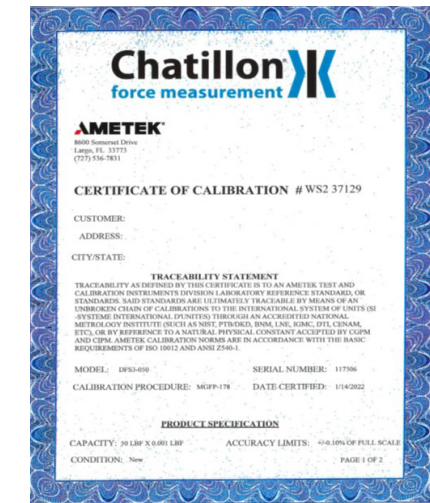 Chatillon
force measurement
AMETEK®
8600 Somerset Drive
Largo, FL 33773
(727) 536-7831
CERTIFICATE OF CALIBRATION # WS2 37129
CUSTOMER:
ADDRESS:
CITY/STATE:
TRACEABILITY STATEMENT
TRACEABILITY AS DEFINED BY THIS CERTIFICATE IS TO AN AMETEK TEST AND
CALIBRATION INSTRUMENTS DIVISION LABORATORY REFERENCE STANDARD, OR
STANDARDS. SAID STANDARDS ARE ULTIMATELY TRACEABLE BY MEANS OF AN
UNBROKEN CHAIN OF CALIBRATIONS TO THE INTERNATIONAL SYSTEM OF UNITS (SI
-SYSTEME INTERNATIONAL D'UNITES) THROUGH AN ACCREDITED NATIONAL
METROLOGY INSTITUTE (SUCH AS NIST, PTB/DKD, BNM, LNE, IGMC, DTI, CENAM,
ETC), OR BY REFERENCE TO A NATURAL PHYSICAL CONSTANT ACCEPTED BY CGPM
AND CIPM. AMETEK CALIBRATION NORMS ARE IN ACCORDANCE WITH THE BASIC
REQUIREMENTS OF ISO 10012 AND ANSI Z540-1.
MODEL: DFS3-050 SERIAL NUMBER: 117506
CALIBRATION PROCEDURE: MGFP-178 DATE CERTIFIED: 1/14/2022
PRODUCT SPECIFICATION
CAPACITY: 50 LBF X 0.001 LBF ACCURACY LIMITS: +/-0.10% OF FULL SCALE
CONDITION: New PAGE 1 OF 2